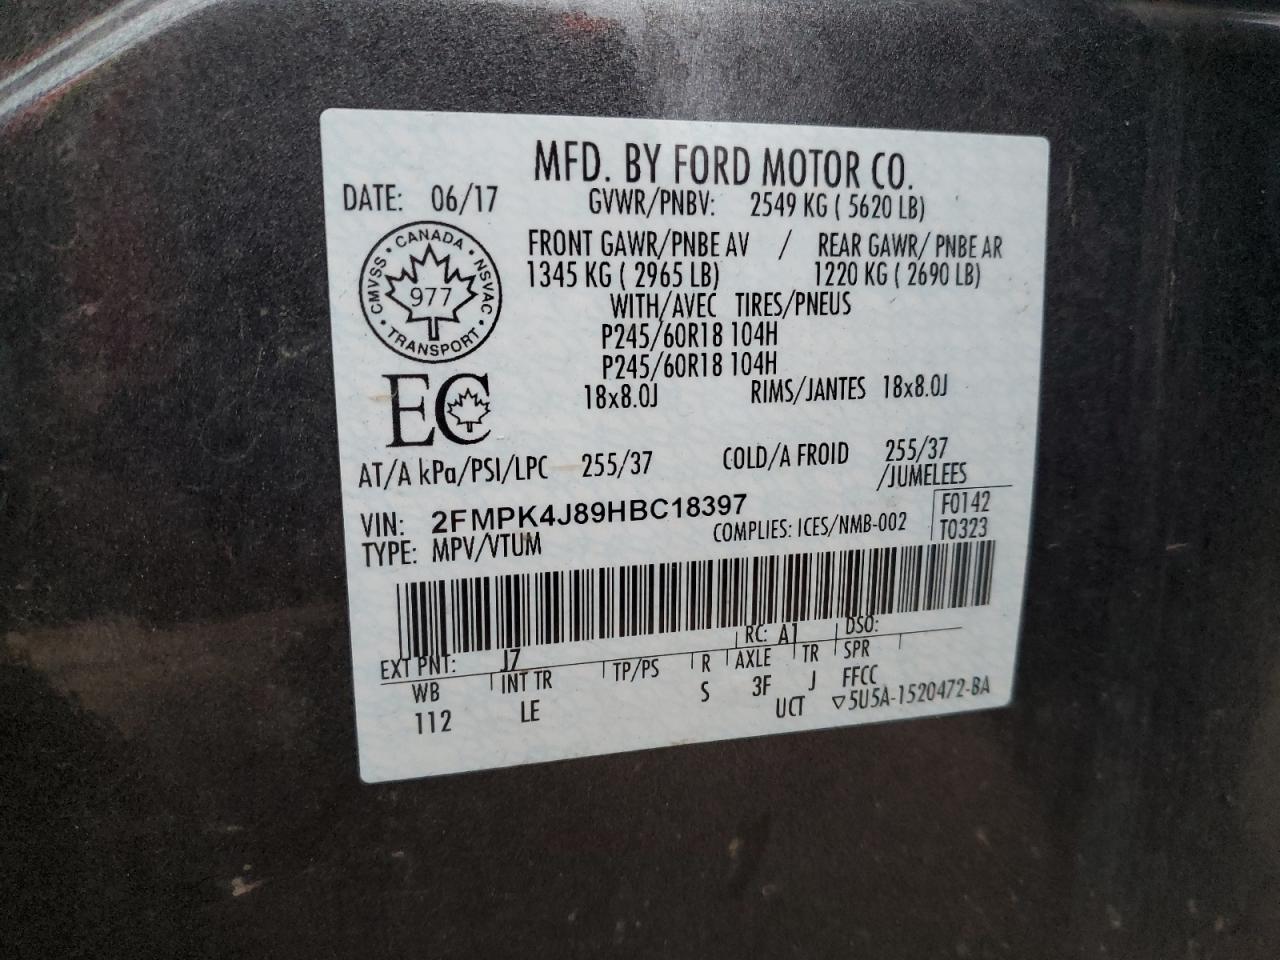 MFD. BY FORD MOTOR CO.
DATE: 06/17 GVWR/PNBV: 2549 KG ( 5620 LB)
FRONT GAWR/PNBE AV / REAR GAWR/ PNBE AR
1345 KG ( 2965 LB) 1220 KG ( 2690 LB)
WITH/AVEC TIRES/PNEUS
P245/60R18 104H
P245/60R18 104H
18x8.0J RIMS/JANTES 18x8.0J
CANADA · NSVAC · TRANSPORT · CMVSS ·
977
EC
AT/A kPa/PSI/LPC 255/37 COLD/A FROID 255/37
/JUMELEES
VIN: 2FMPK4J89HBC18397 F0142
TYPE: MPV/VTUM COMPLIES: ICES/NMB-002 T0323
EXT PNT: J7 RC: A1 DSO:
WB INT TR TP/PS R AXLE TR SPR
112 LE S 3F J FFCC
UCT ▽5U5A-1520472-BA